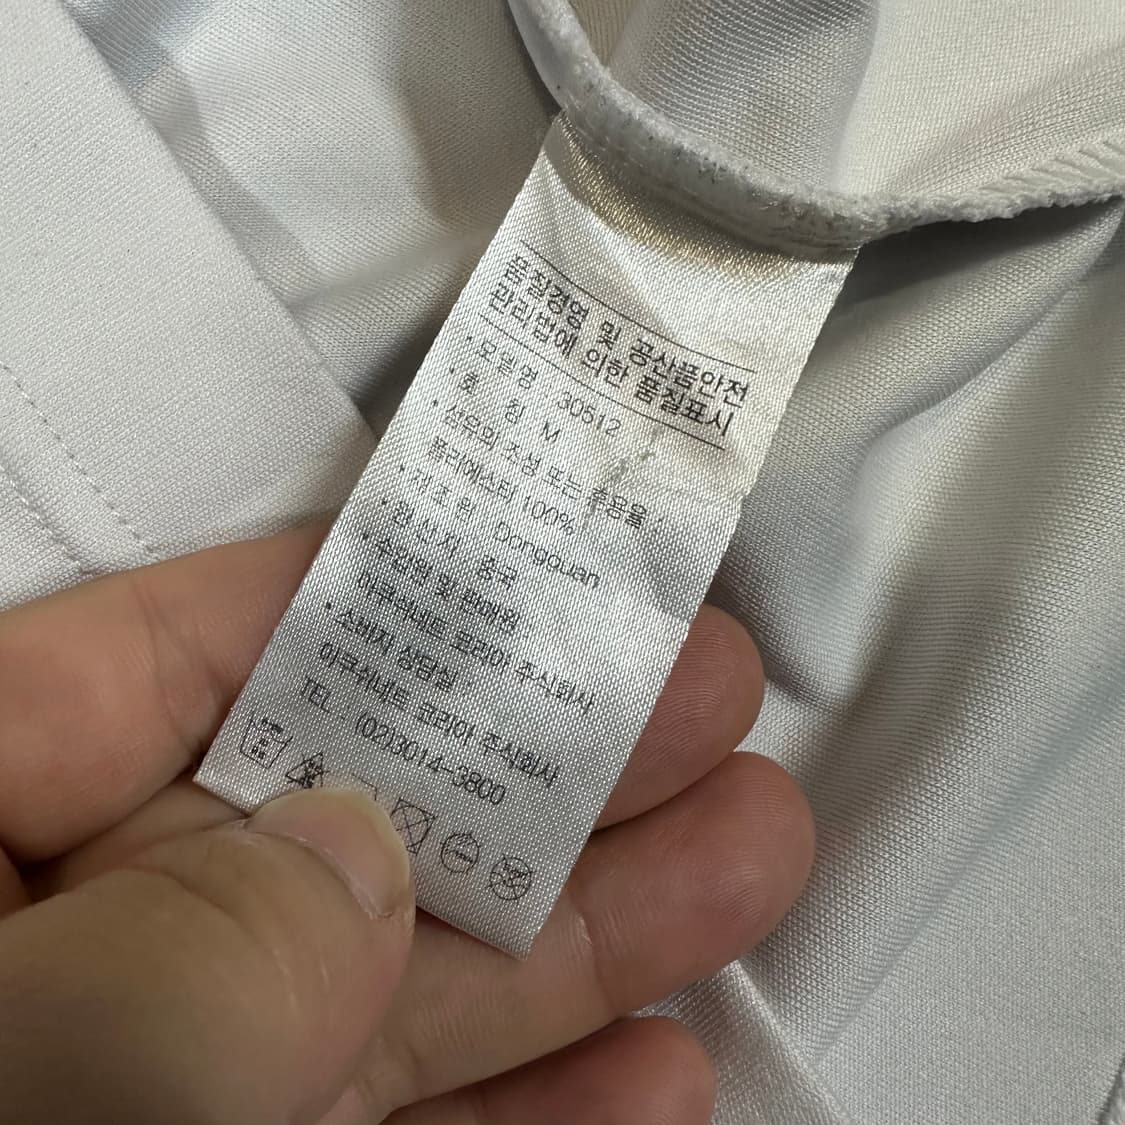 품질경영 및 공산품안전
관리법에 의한 품질표시
· 모델명 : 30512
· 호 칭 : M
· 섬유의 조성 또는 혼용율 :
폴리에스터 100%
· 제조원 : Dongguan
· 원산지 : 중국
· 수입원 및 판매원 :
아쿠쉬네트 코리아 주식회사
· 소비자 상담실 :
아쿠쉬네트 코리아 주식회사
TEL : (02)3014-3800